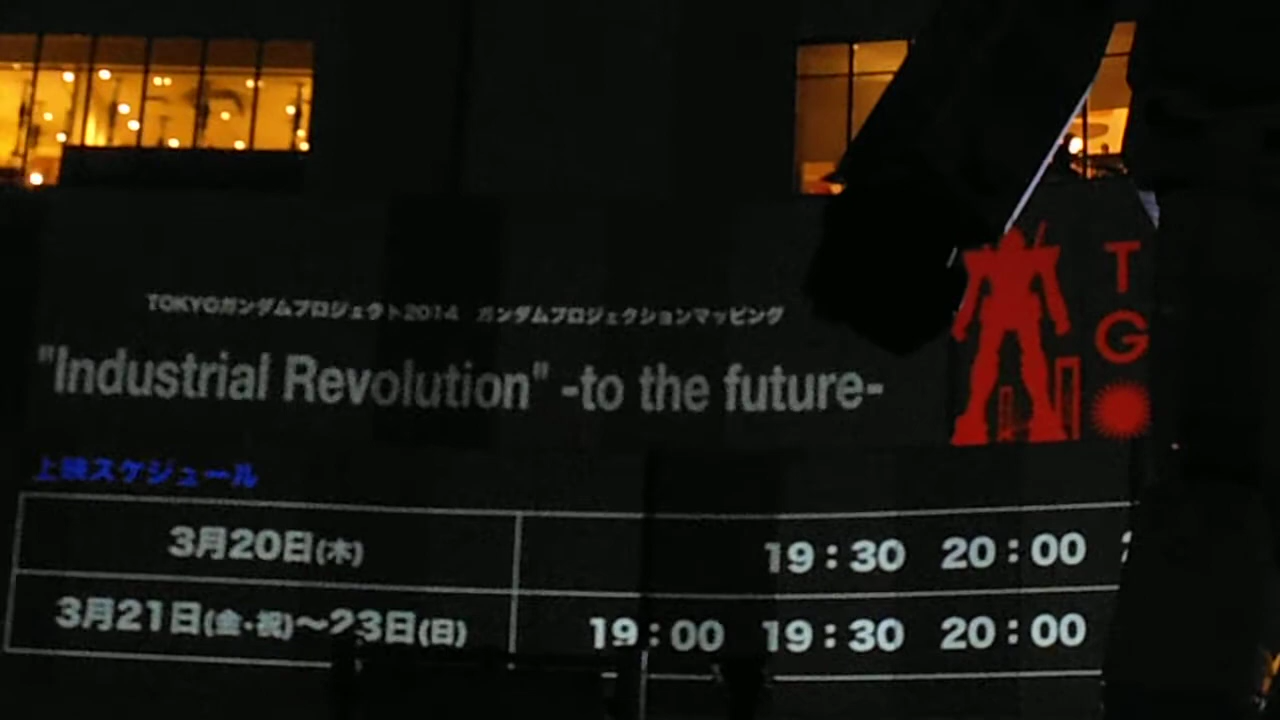 TOKYOガンダムプロジェクト2014 ガンダムプロジェクションマッピング
"Industrial Revolution" -to the future-
T
G
上映スケジュール
3月20日(木) 19:30 20:00
3月21日(金・祝)~23日(日) 19:00 19:30 20:00